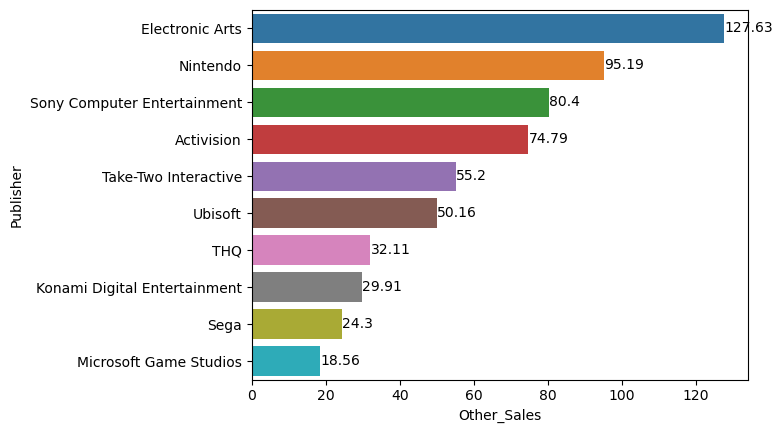 Electronic Arts 127.63
Nintendo 95.19
Sony Computer Entertainment 80.4
Activision 74.79
Take-Two Interactive 55.2
Ubisoft 50.16
THQ 32.11
Konami Digital Entertainment 29.91
Sega 24.3
Microsoft Game Studios 18.56
Publisher
0 20 40 60 80 100 120
Other_Sales